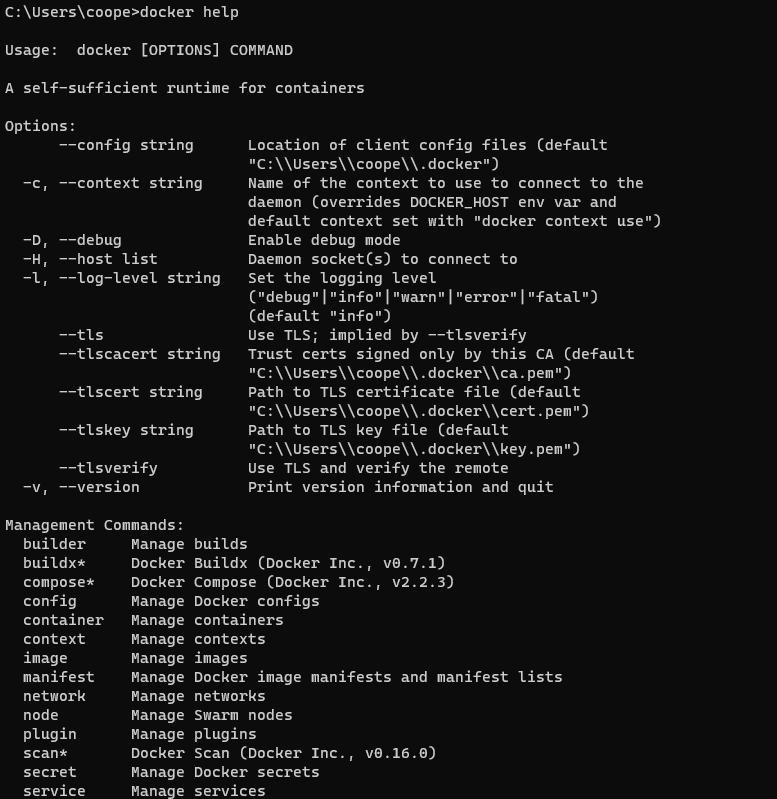 C:\Users\coope>docker help

Usage:  docker [OPTIONS] COMMAND

A self-sufficient runtime for containers

Options:
      --config string      Location of client config files (default
                           "C:\\Users\\coope\\.docker")
  -c, --context string     Name of the context to use to connect to the
                           daemon (overrides DOCKER_HOST env var and
                           default context set with "docker context use")
  -D, --debug              Enable debug mode
  -H, --host list          Daemon socket(s) to connect to
  -l, --log-level string   Set the logging level
                           ("debug"|"info"|"warn"|"error"|"fatal")
                           (default "info")
      --tls                Use TLS; implied by --tlsverify
      --tlscacert string   Trust certs signed only by this CA (default
                           "C:\\Users\\coope\\.docker\\ca.pem")
      --tlscert string     Path to TLS certificate file (default
                           "C:\\Users\\coope\\.docker\\cert.pem")
      --tlskey string      Path to TLS key file (default
                           "C:\\Users\\coope\\.docker\\key.pem")
      --tlsverify          Use TLS and verify the remote
  -v, --version            Print version information and quit

Management Commands:
  builder     Manage builds
  buildx*     Docker Buildx (Docker Inc., v0.7.1)
  compose*    Docker Compose (Docker Inc., v2.2.3)
  config      Manage Docker configs
  container   Manage containers
  context     Manage contexts
  image       Manage images
  manifest    Manage Docker image manifests and manifest lists
  network     Manage networks
  node        Manage Swarm nodes
  plugin      Manage plugins
  scan*       Docker Scan (Docker Inc., v0.16.0)
  secret      Manage Docker secrets
  service     Manage services